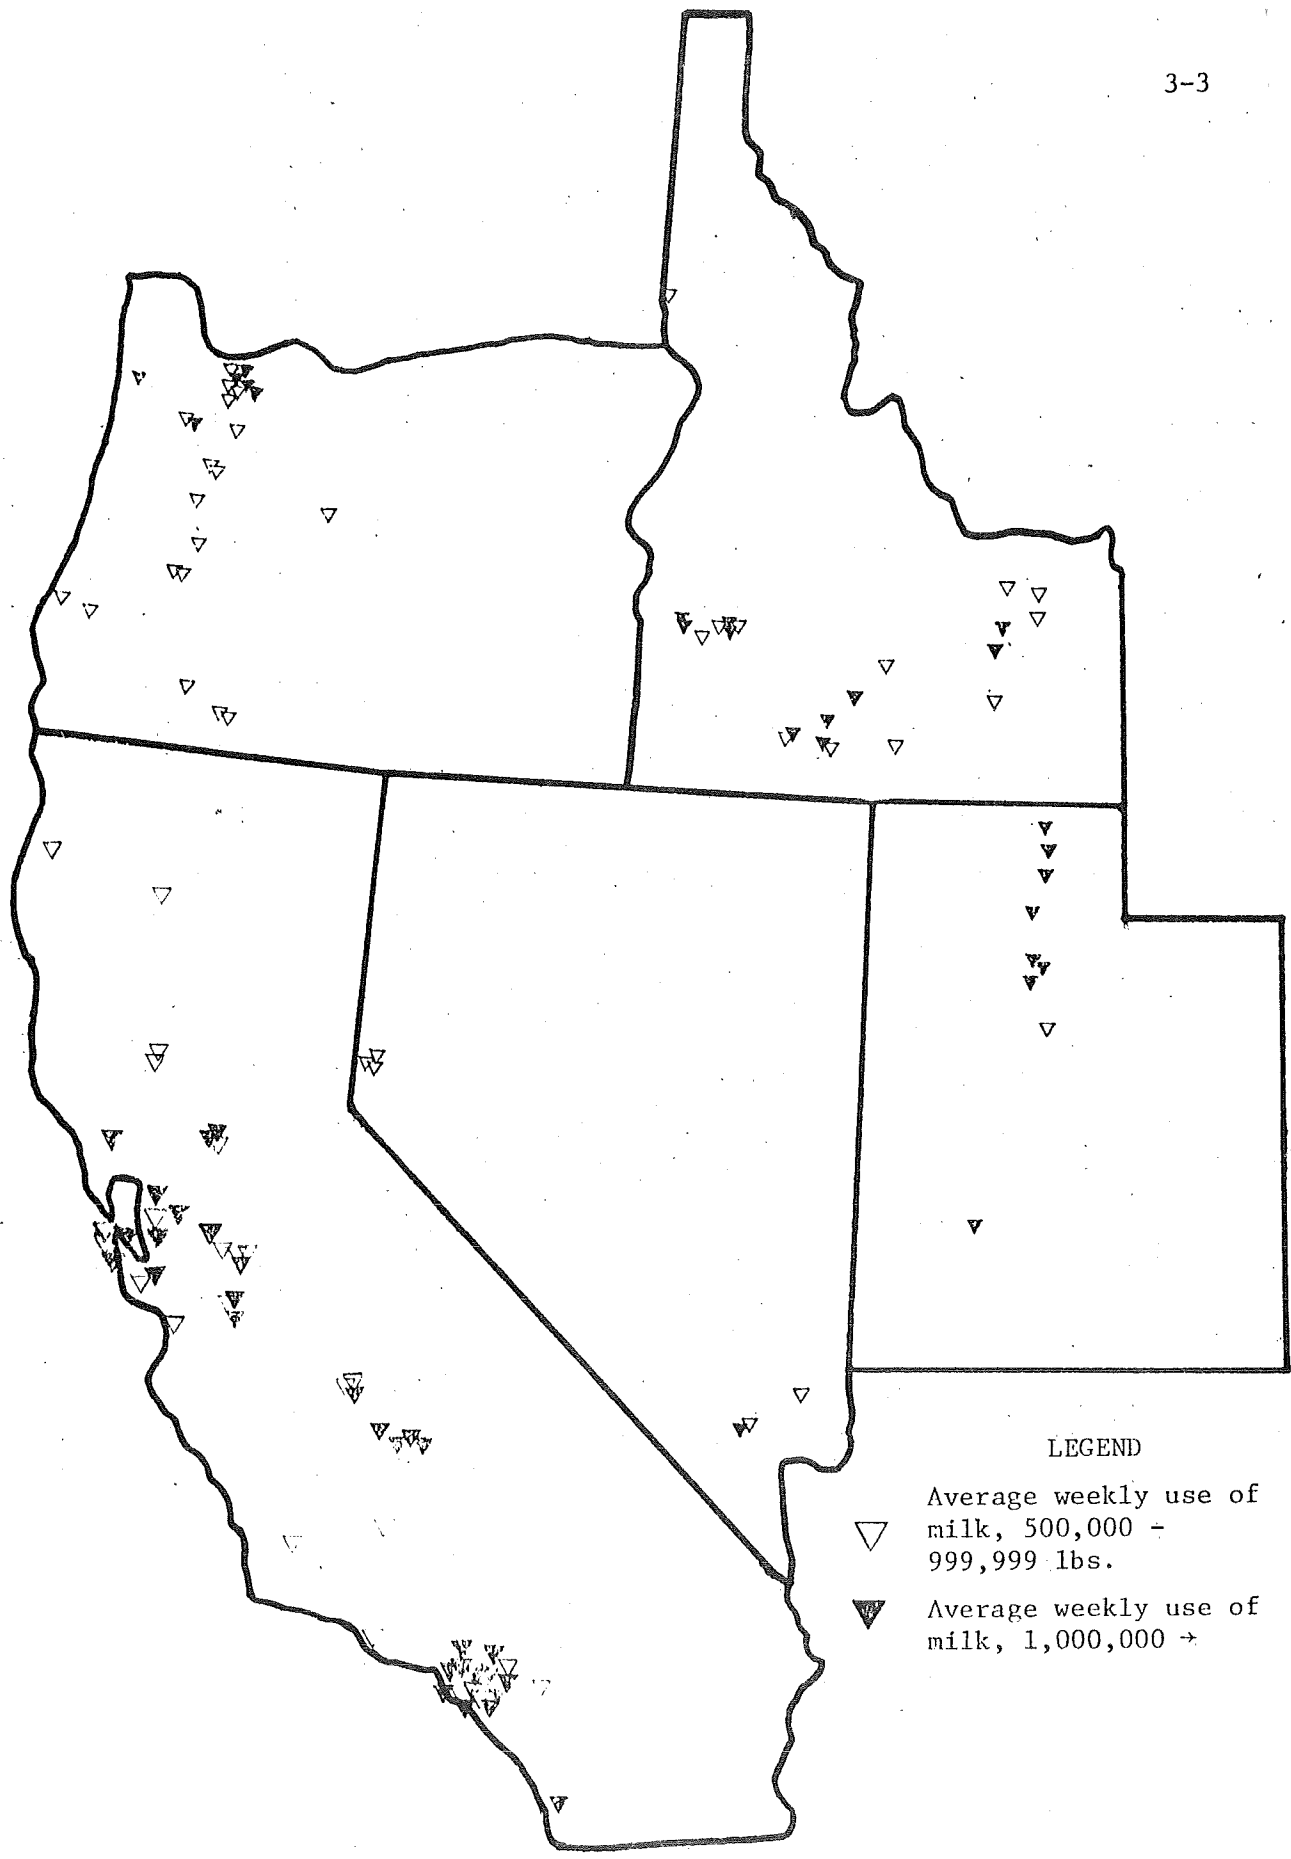 3-3
LEGEND
Average weekly use of
milk, 500,000 -
999,999 lbs.
Average weekly use of
milk, 1,000,000 →